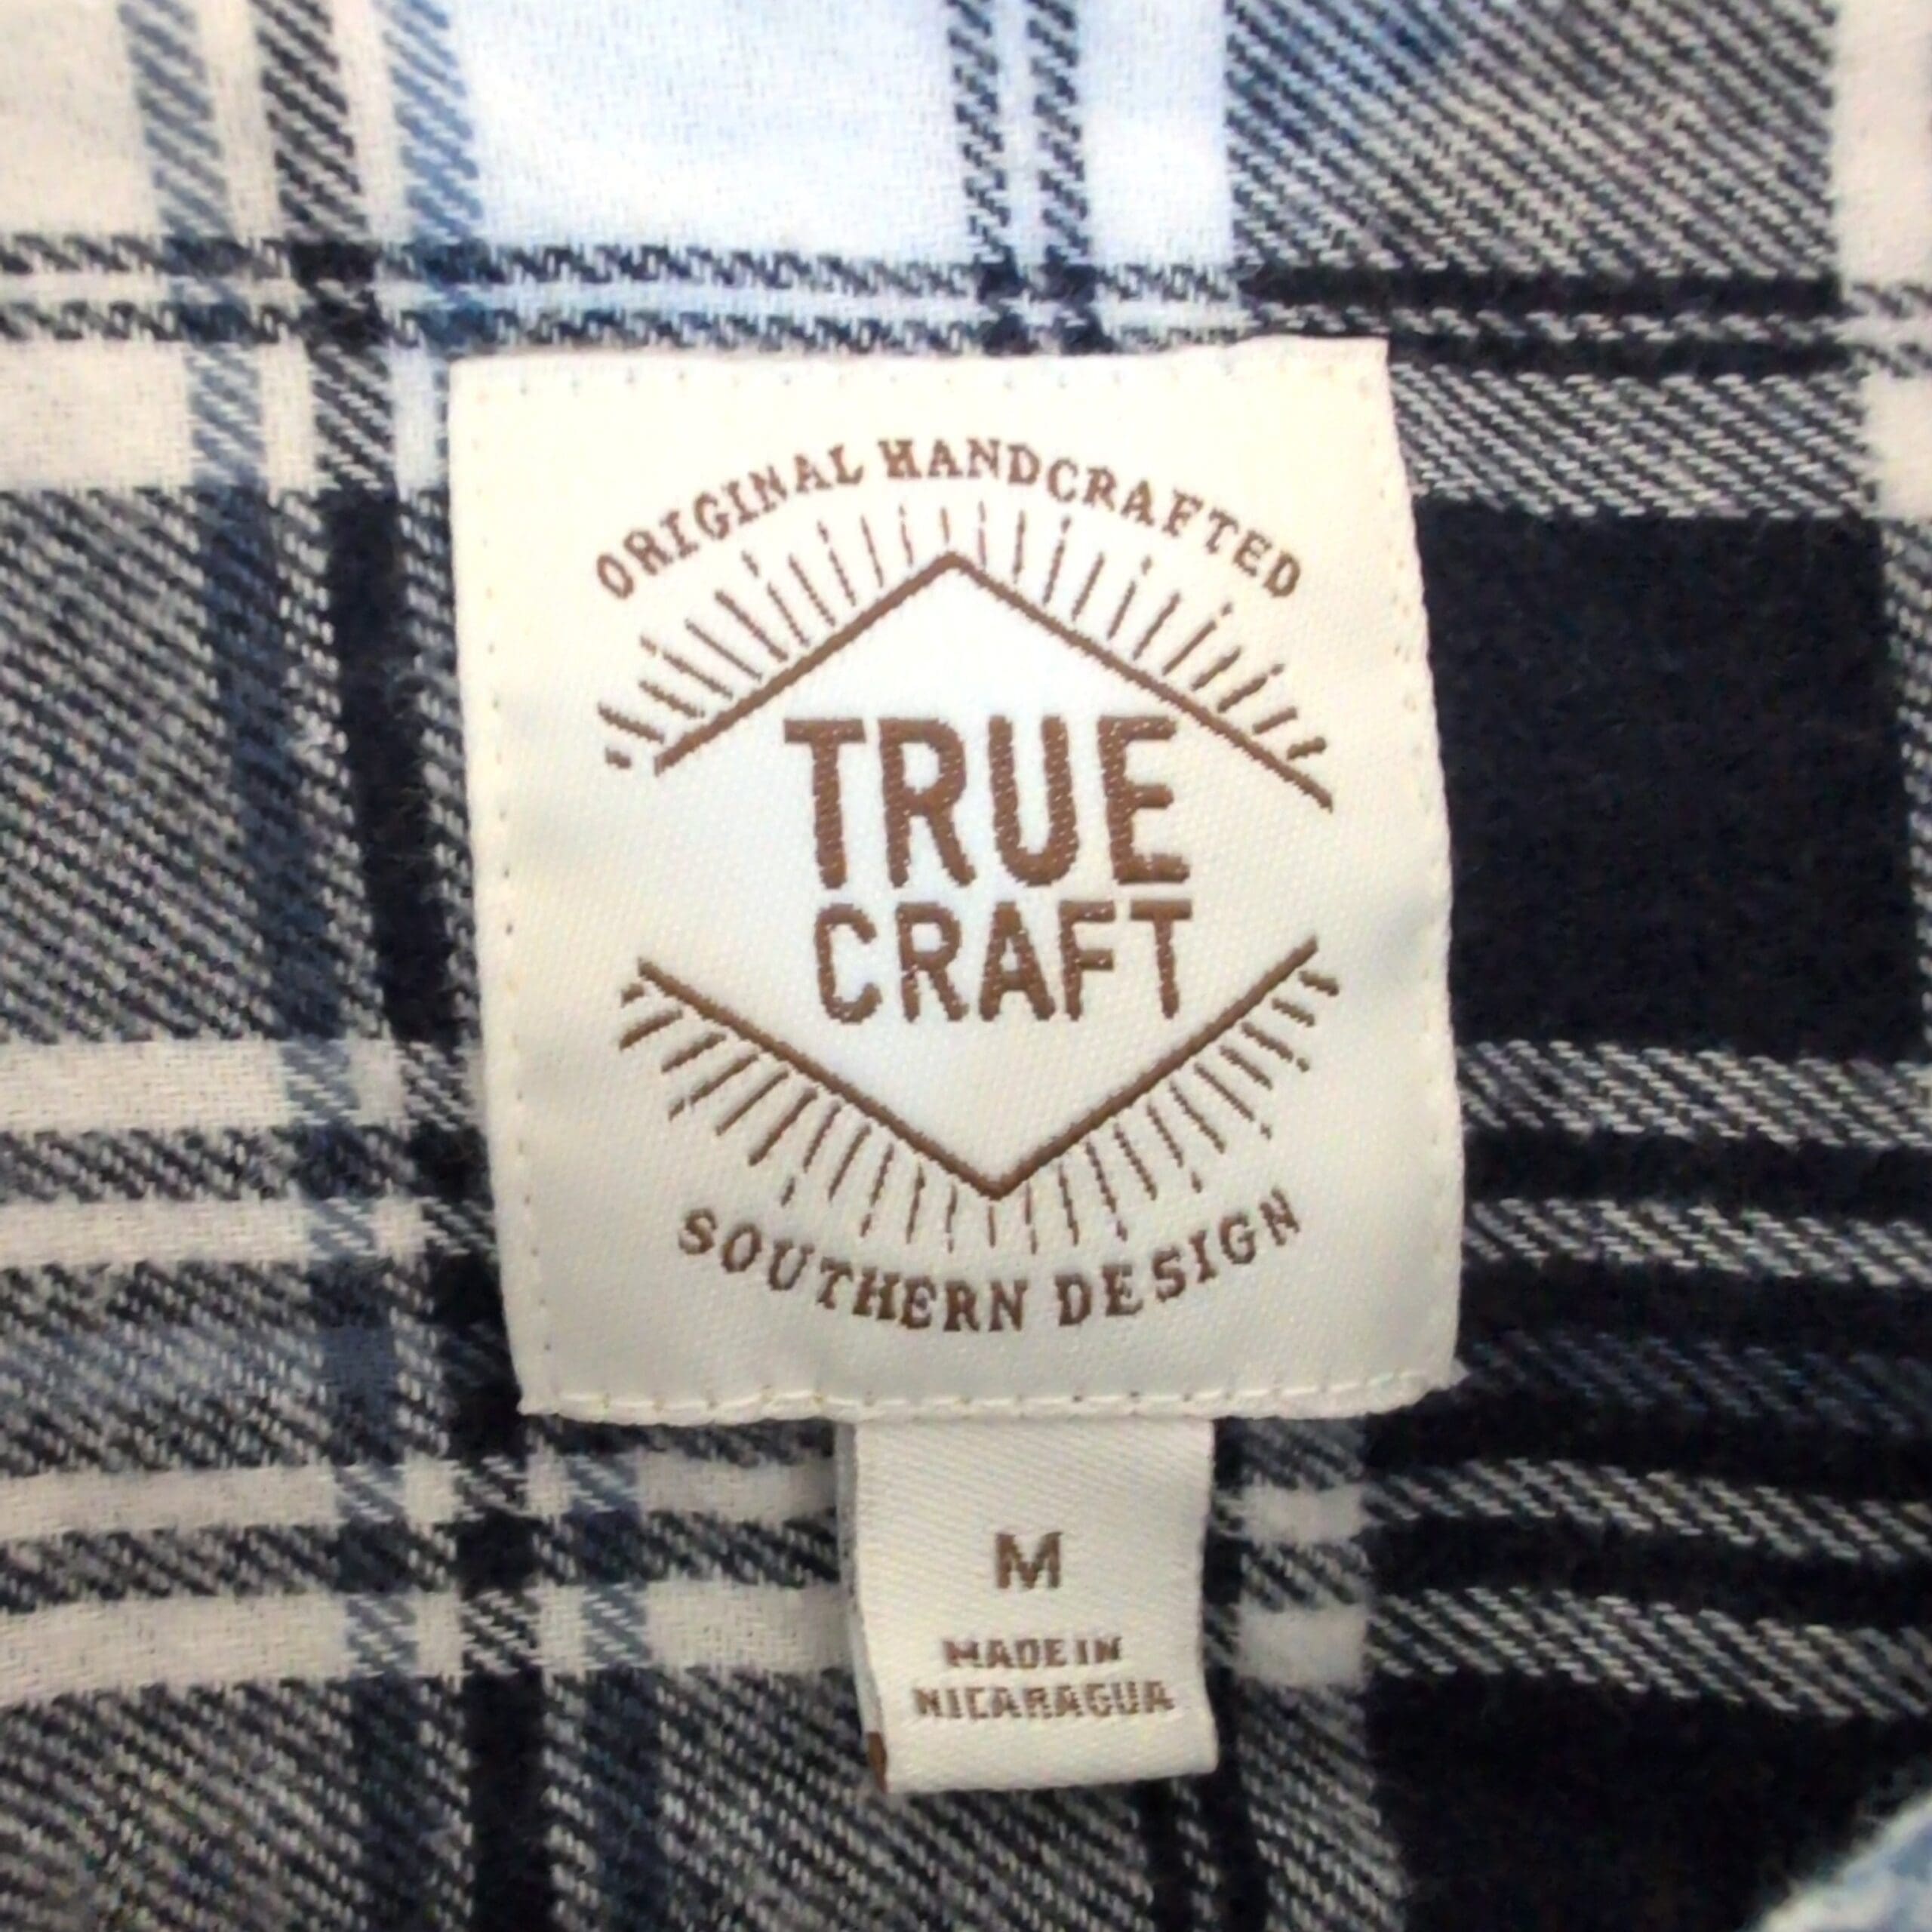 ORIGINAL HANDCRAFTED
TRUE
CRAFT
SOUTHERN DESIGN
M
MADE IN
NICARAGUA